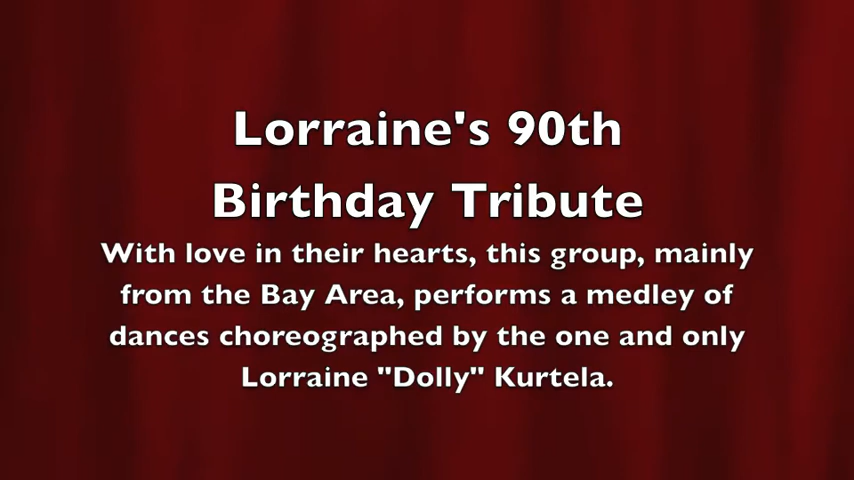 Lorraine's 90th
Birthday Tribute
With love in their hearts, this group, mainly
from the Bay Area, performs a medley of
dances choreographed by the one and only
Lorraine "Dolly" Kurtela.